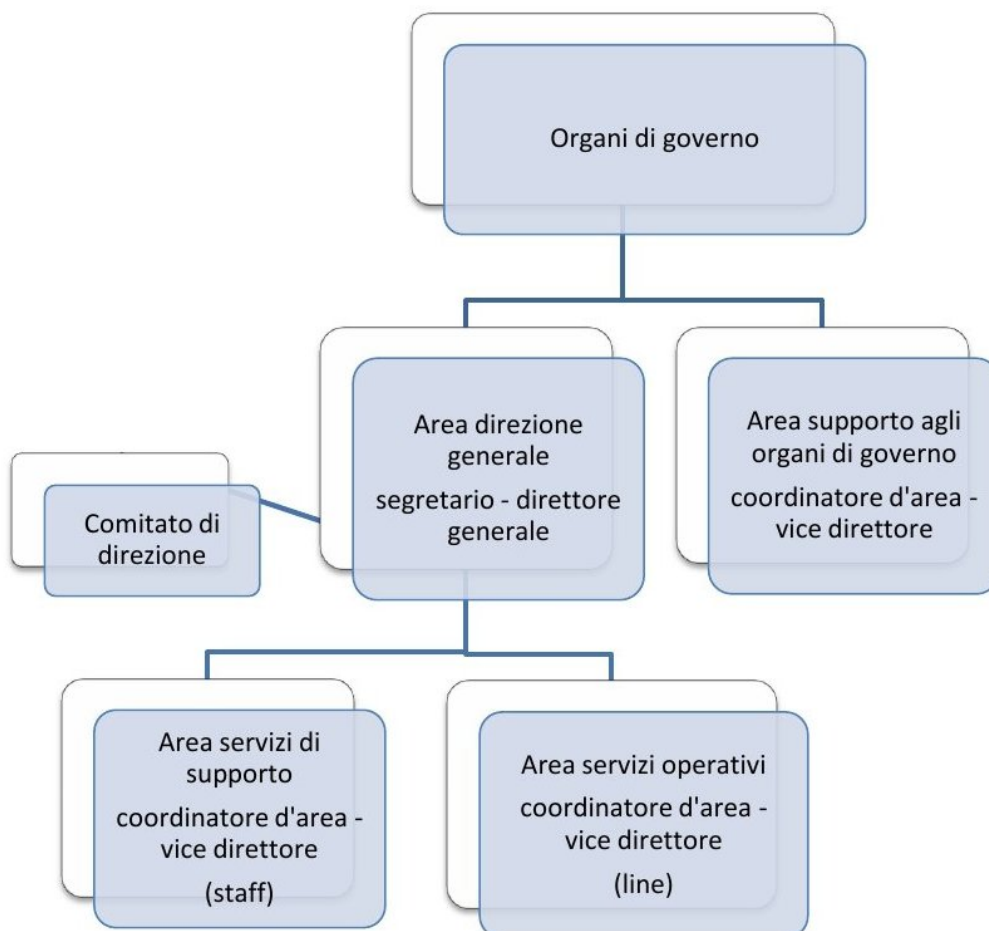 Organi di governo
Area direzione
generale
segretario - direttore
generale
Area supporto agli
organi di governo
coordinatore d'area -
vice direttore
Comitato di
direzione
Area servizi di
supporto
coordinatore d'area -
vice direttore
(staff)
Area servizi operativi
coordinatore d'area -
vice direttore
(line)